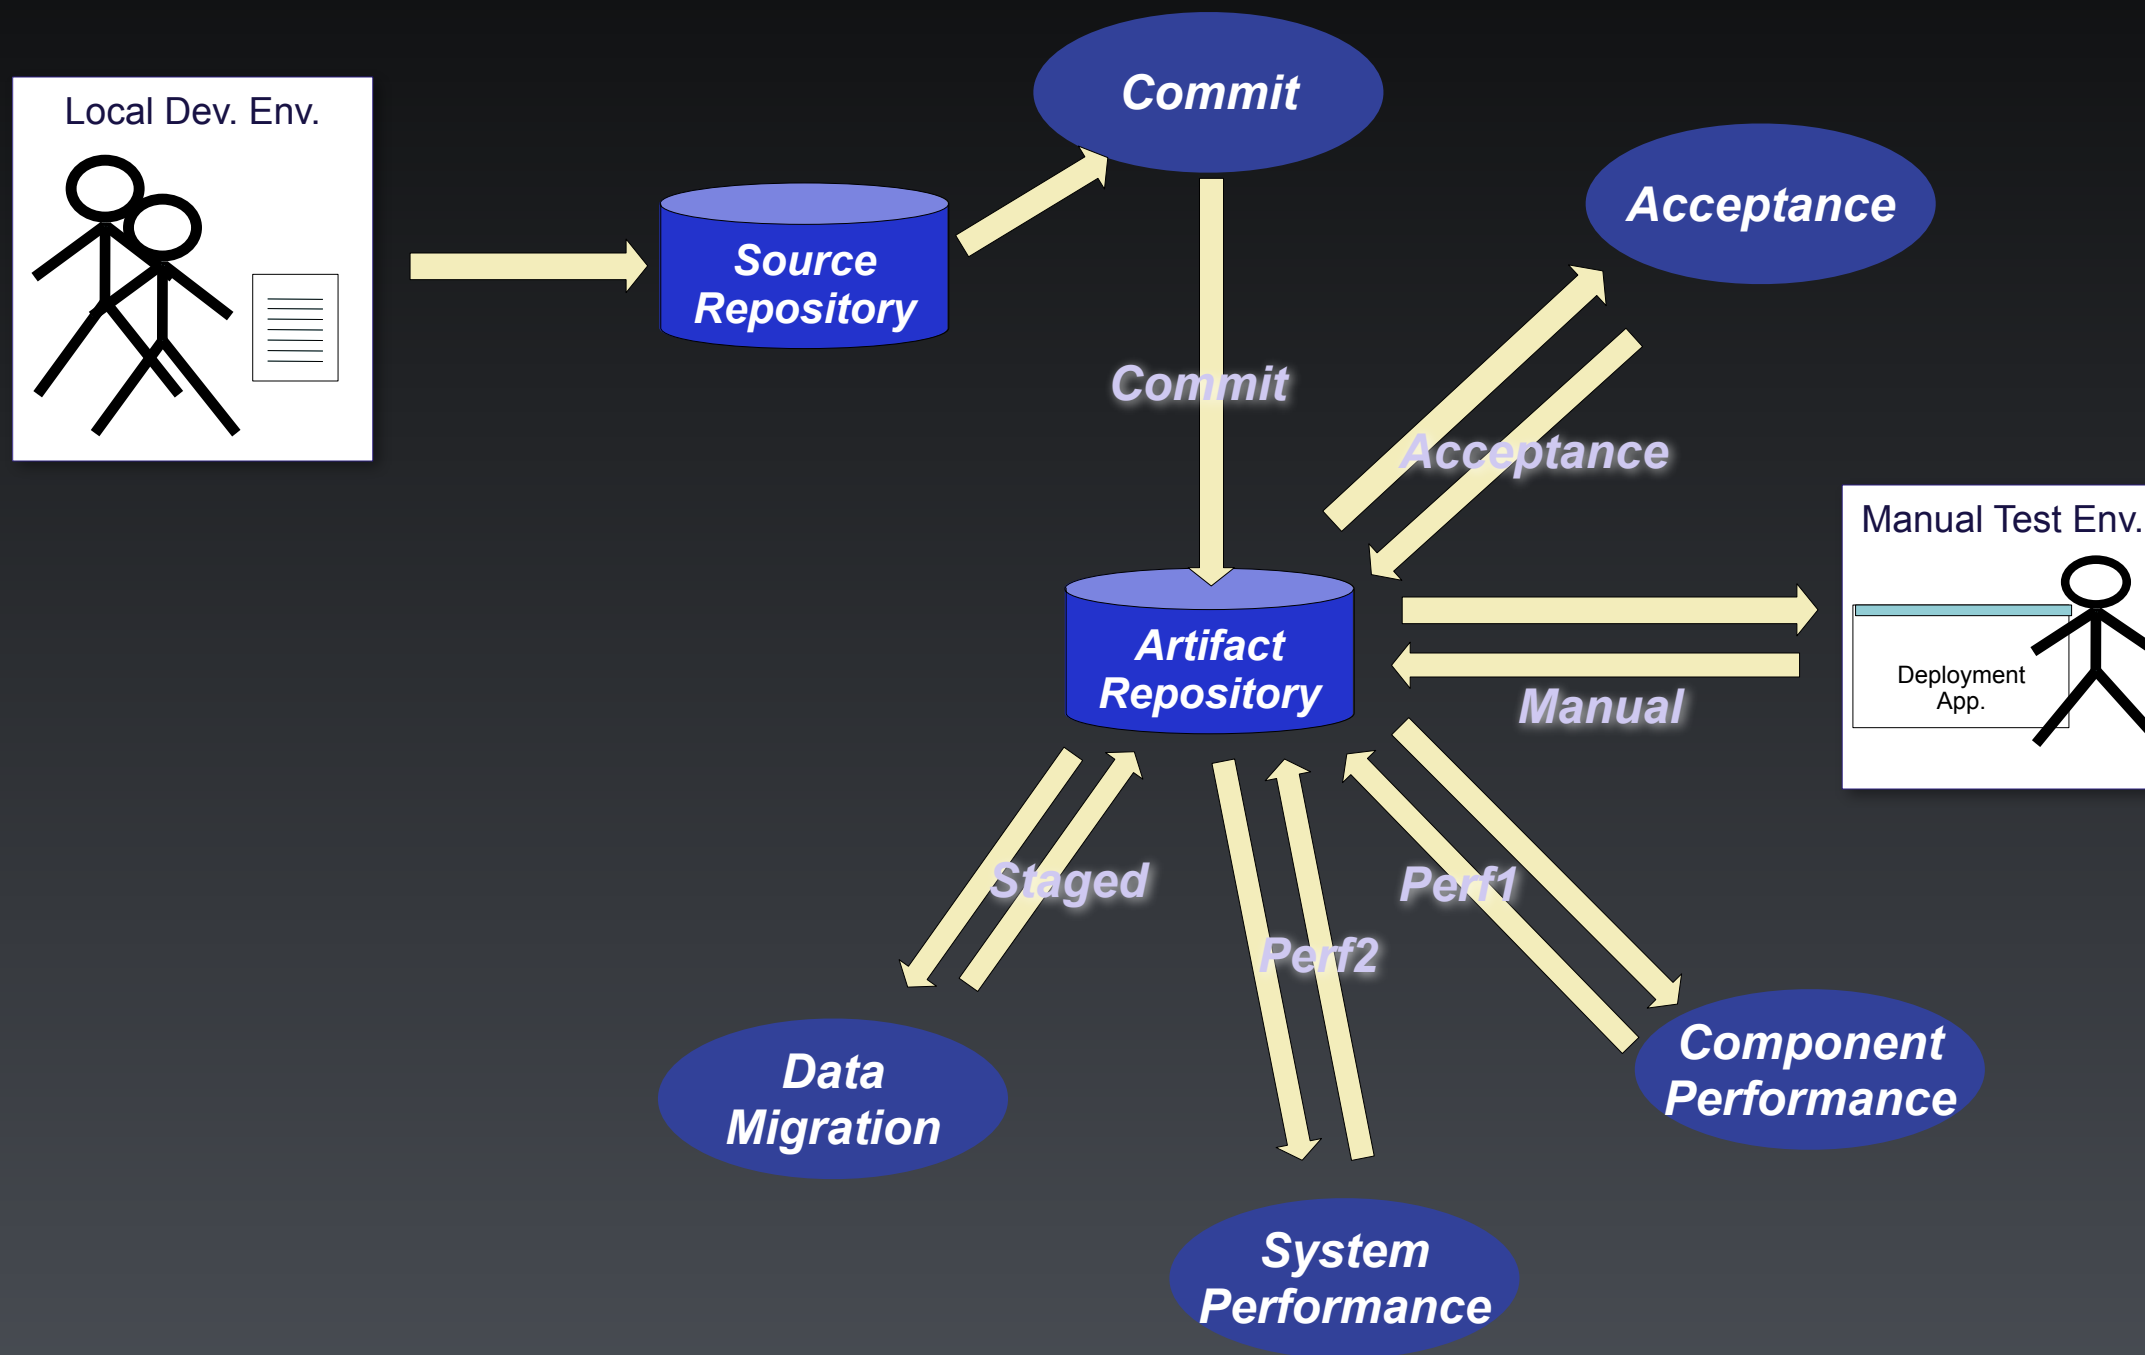 Local Dev. Env.
Commit
Acceptance
Source
Repository
Commit
Acceptance
Manual Test Env.
Artifact
Repository
Deployment
App.
Manual
Staged
Perf1
Perf2
Component
Performance
Data
Migration
System
Performance